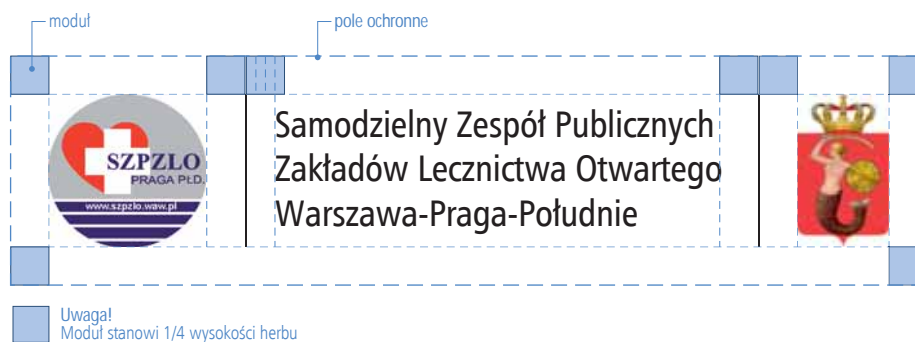 moduł
pole ochronne
SZPZLO
PRAGA PŁD.
www.szpzlo.waw.pl
Samodzielny Zespół Publicznych
Zakładów Lecznictwa Otwartego
Warszawa-Praga-Południe
Uwaga!
Moduł stanowi 1/4 wysokości herbu